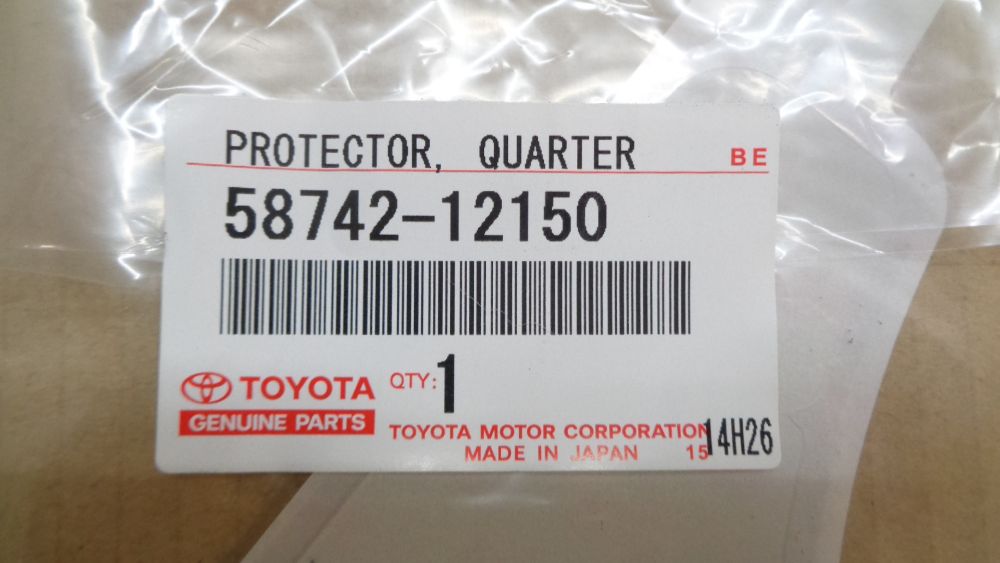 PROTECTOR, QUARTER BE
58742-12150
TOYOTA QTY: 1
GENUINE PARTS
TOYOTA MOTOR CORPORATION 14H26
MADE IN JAPAN 15